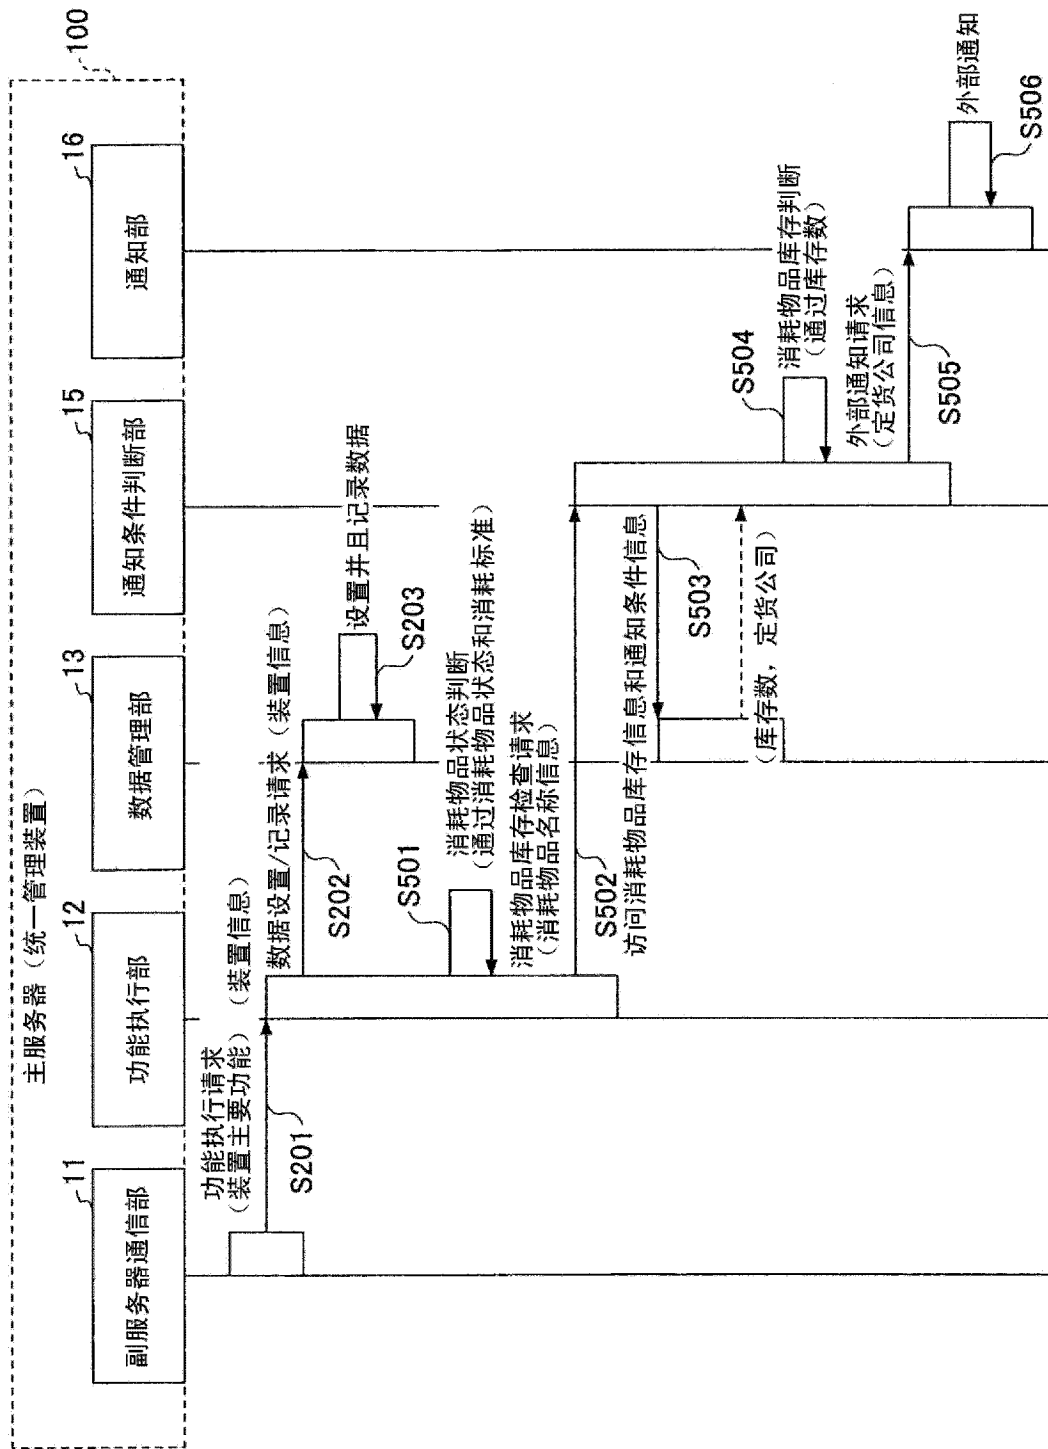 主服务器（统一管理装置）
100
11
副服务器通信部
12
功能执行部
13
数据管理部
15
通知条件判断部
16
通知部
功能执行请求
（装置主要功能）
（装置信息）
S201
数据设置/记录请求（装置信息）
S202
设置并且记录数据
S203
消耗物品状态判断
（通过消耗物品状态和消耗标准）
S501
消耗物品库存检查请求
（消耗物品名称信息）
S502
访问消耗物品库存信息和通知条件信息
S503
（库存数，定货公司）
消耗物品库存判断
（通过库存数）
S504
外部通知请求
（定货公司信息）
S505
外部通知
S506